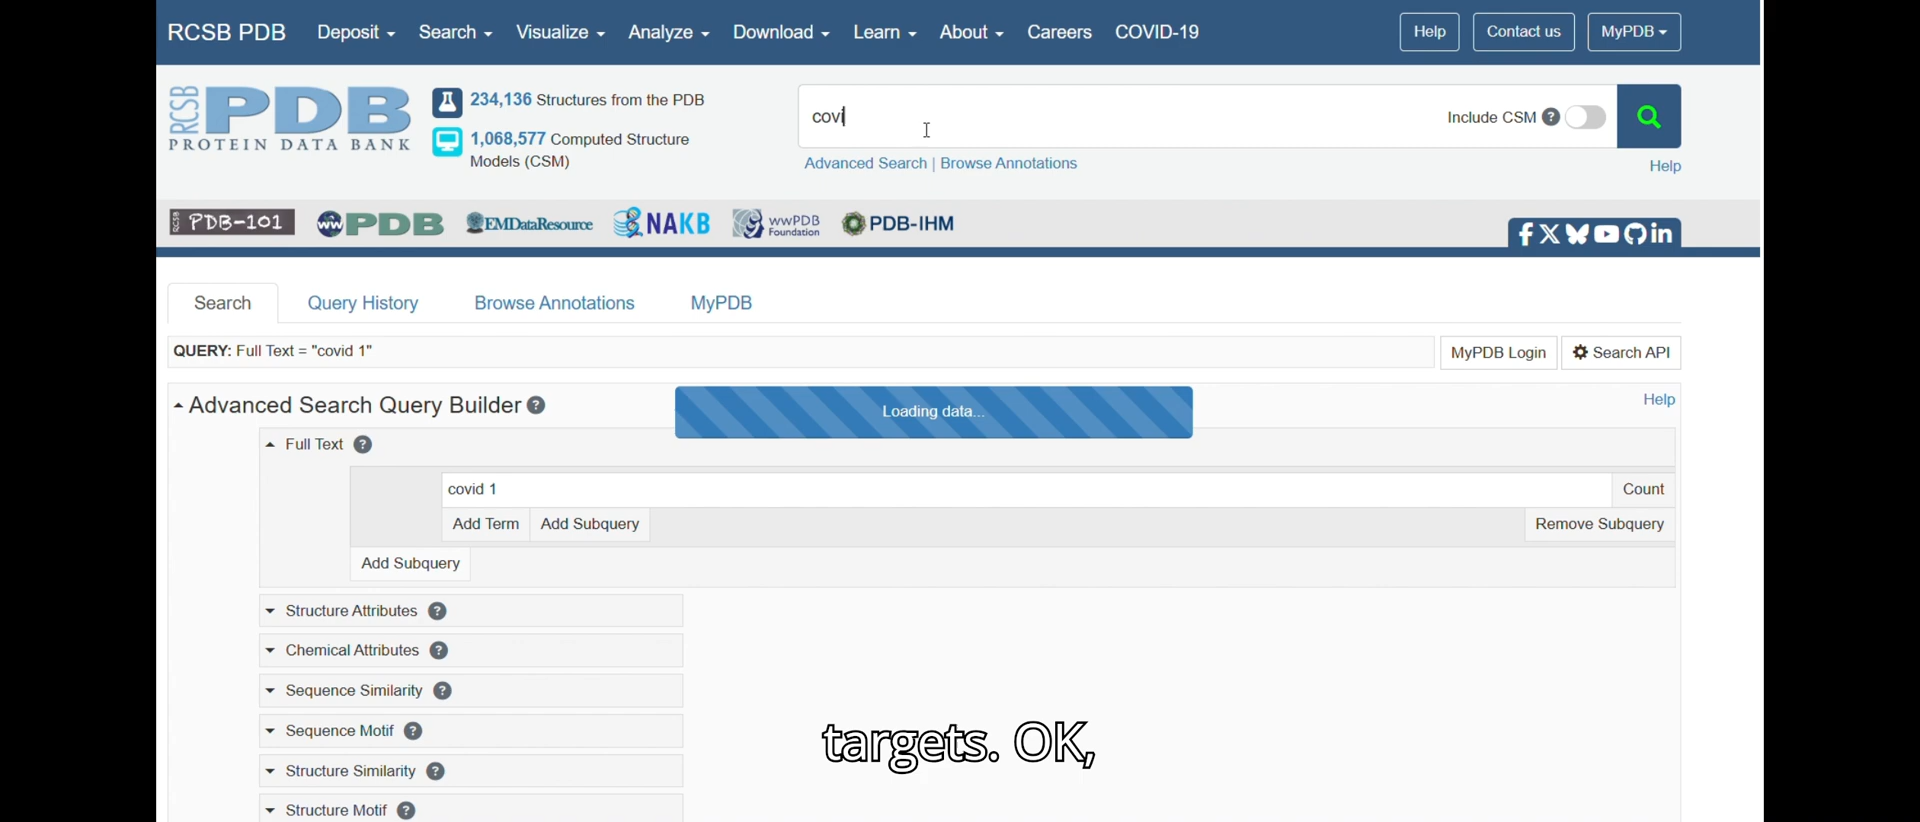 RCSB PDB Deposit Search Visualize Analyze Download Learn About Careers COVID-19 Help Contact us MyPDB
RCSB PDB
PROTEIN DATA BANK
234,136 Structures from the PDB
1,068,577 Computed Structure
Models (CSM)
covi
Include CSM ?
Advanced Search | Browse Annotations
Help
RCSB PDB-101 wwPDB EMDataResource NAKB wwPDB Foundation PDB-IHM
Search Query History Browse Annotations MyPDB
QUERY: Full Text = "covid 1"
MyPDB Login Search API
Advanced Search Query Builder ?
Loading data...
Help
Full Text ?
covid 1 Count
Add Term Add Subquery Remove Subquery
Add Subquery
Structure Attributes ?
Chemical Attributes ?
Sequence Similarity ?
Sequence Motif ?
Structure Similarity ?
Structure Motif ?
targets. OK,